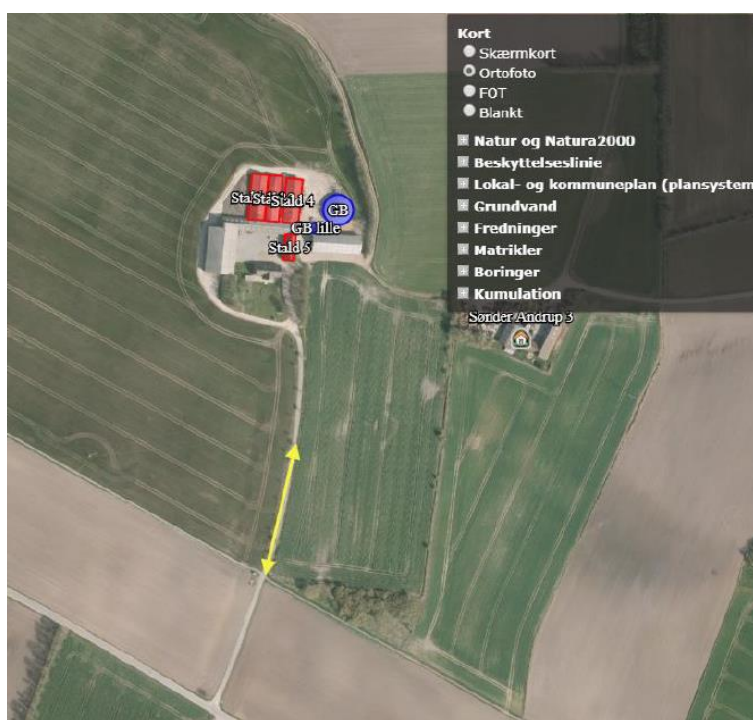 Kort
Skærmkort
Ortofoto
FOT
Blankt
Natur og Natura2000
Beskyttelseslinie
Lokal- og kommuneplan (plansystem
Grundvand
Fredninger
Matrikler
Boringer
Kumulation
Stald 4
GB
GB lille
Stald 5
Sønder Andrup 3